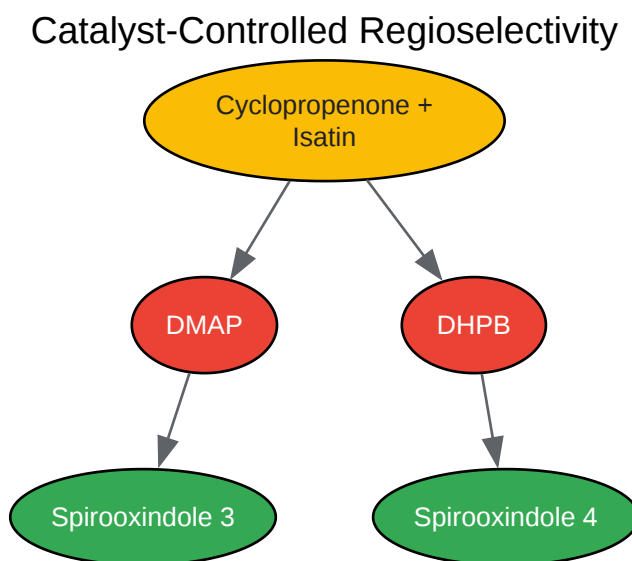 Catalyst-Controlled Regioselectivity
Cyclopropenone +
Isatin
DMAP
DHPB
Spirooxindole 3
Spirooxindole 4